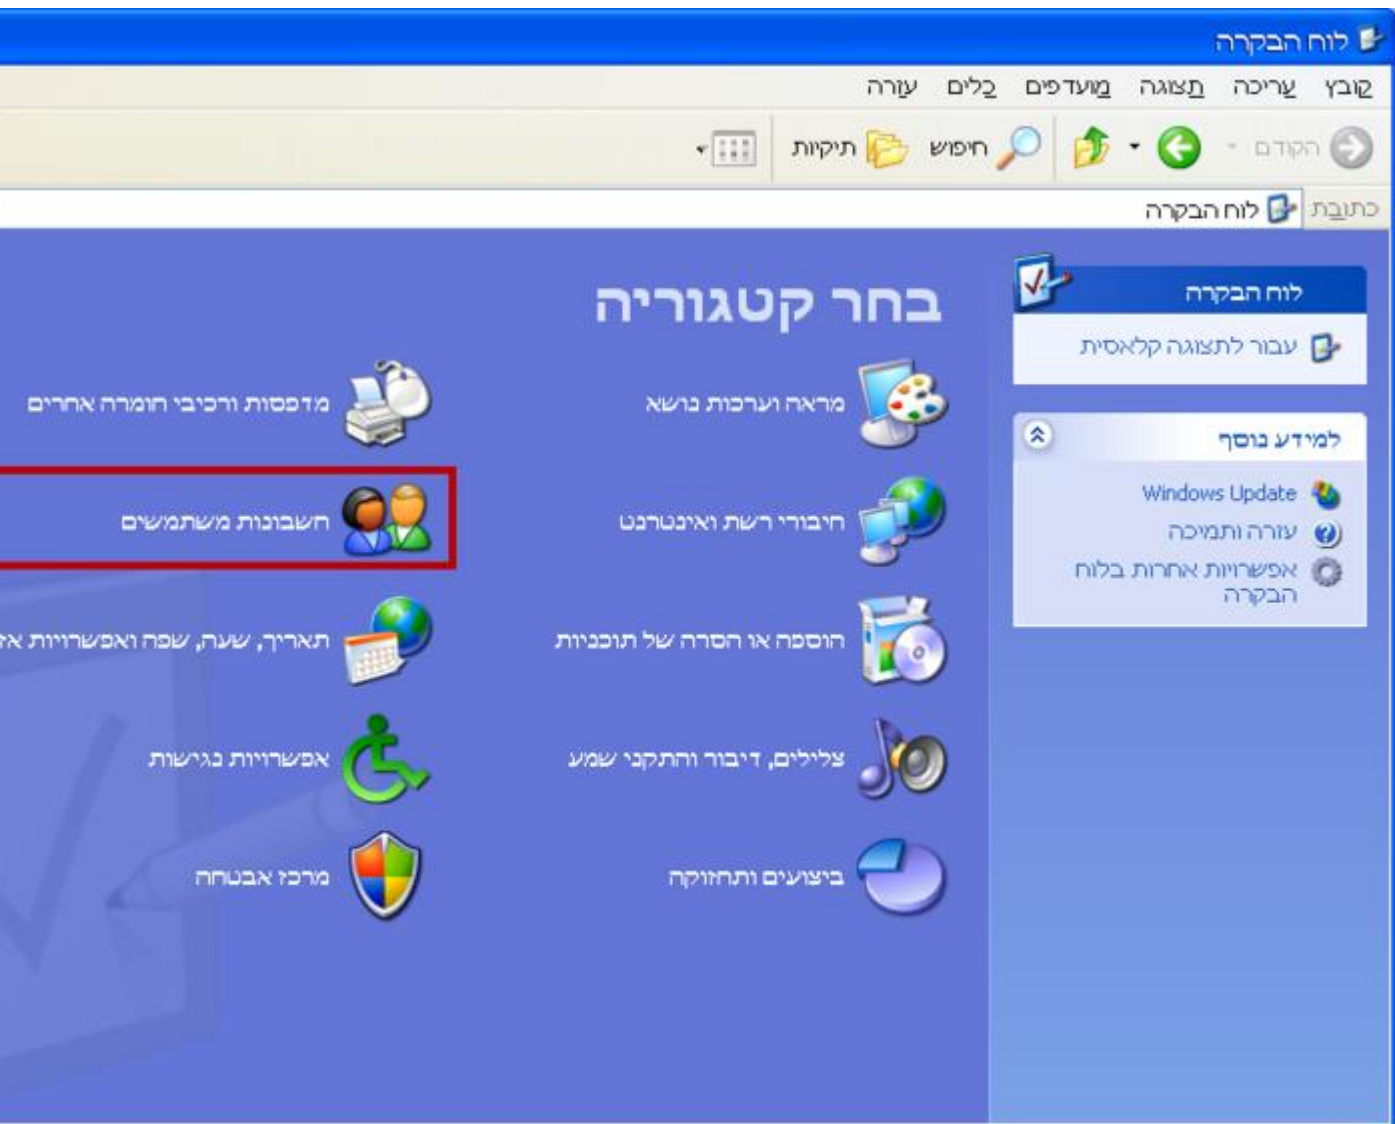 לוח הבקרה
קובץ עריכה תצוגה מועדפים כלים עזרה
הקודם חיפוש תיקיות
כתובת לוח הבקרה
לוח הבקרה
עבור לתצוגה קלאסית
למידע נוסף
Windows Update
עזרה ותמיכה
אפשרויות אחרות בלוח
הבקרה
בחר קטגוריה
מראה וערכות נושא
מדפסות ורכיבי חומרה אחרים
חיבורי רשת ואינטרנט
חשבונות משתמשים
הוספה או הסרה של תוכניות
תאריך, שעה, שפה ואפשרויות
צלילים, דיבור והתקני שמע
אפשרויות נגישות
ביצועים ותחזוקה
מרכז אבטחה